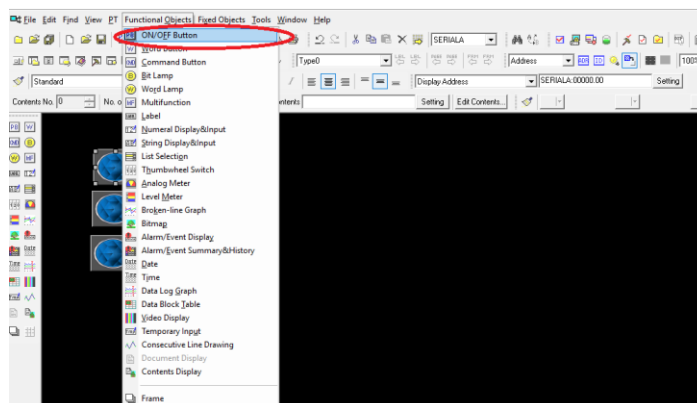 File Edit Find View PT Functional Objects Fixed Objects Tools Window Help
ON/OFF Button
SERIALA
Word Button
Command Button
Type0
Address
100%
Bit Lamp
Standard
Display Address
SERIALA:00000.00
Setting
Word Lamp
Contents No. 0
No. o
Multifunction
ntents
Setting
Edit Contents...
Label
Numeral Display&Input
String Display&Input
List Selection
Thumbwheel Switch
Analog Meter
Level Meter
Broken-line Graph
Bitmap
Alarm/Event Display
Alarm/Event Summary&History
Date
Time
Data Log Graph
Data Block Table
Video Display
Temporary Input
Consecutive Line Drawing
Document Display
Contents Display
Frame